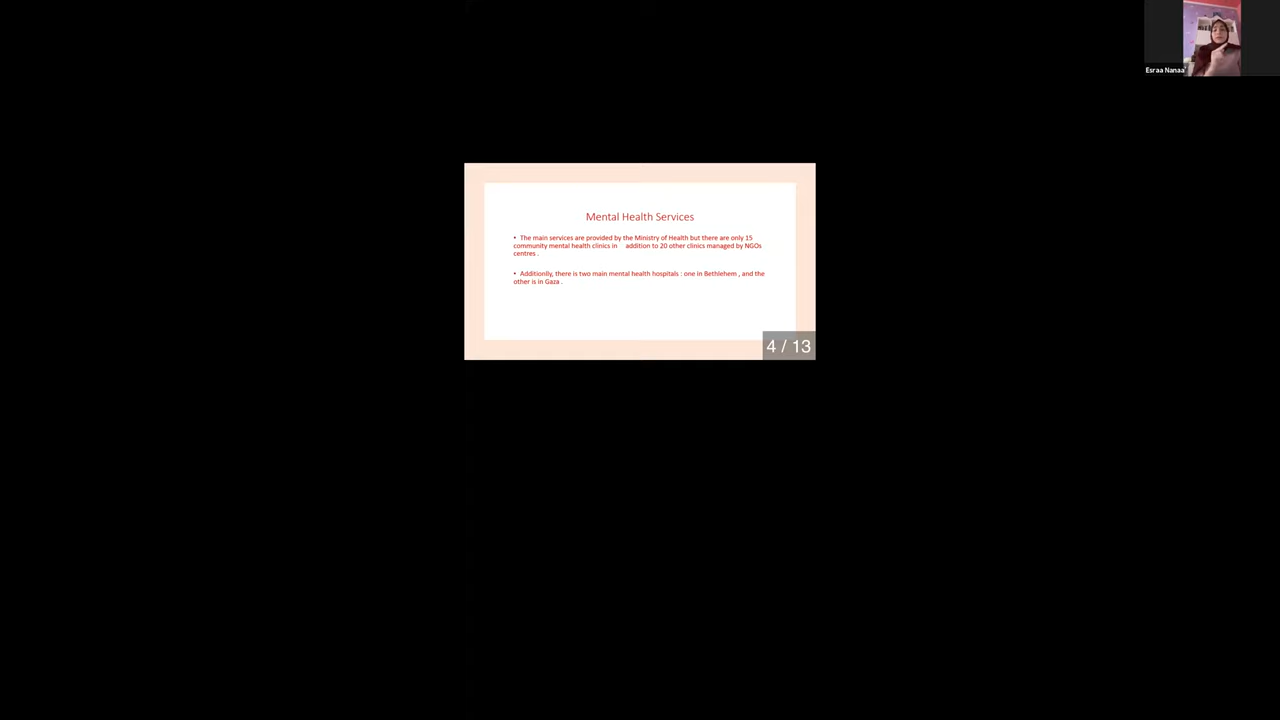 Esraa Nanaa
Mental Health Services
• The main services are provided by the Ministry of Health but there are only 15
community mental health clinics in addition to 20 other clinics managed by NGOs
centres .
• Additionlly, there is two main mental health hospitals : one in Bethlehem , and the
other is in Gaza .
4 / 13